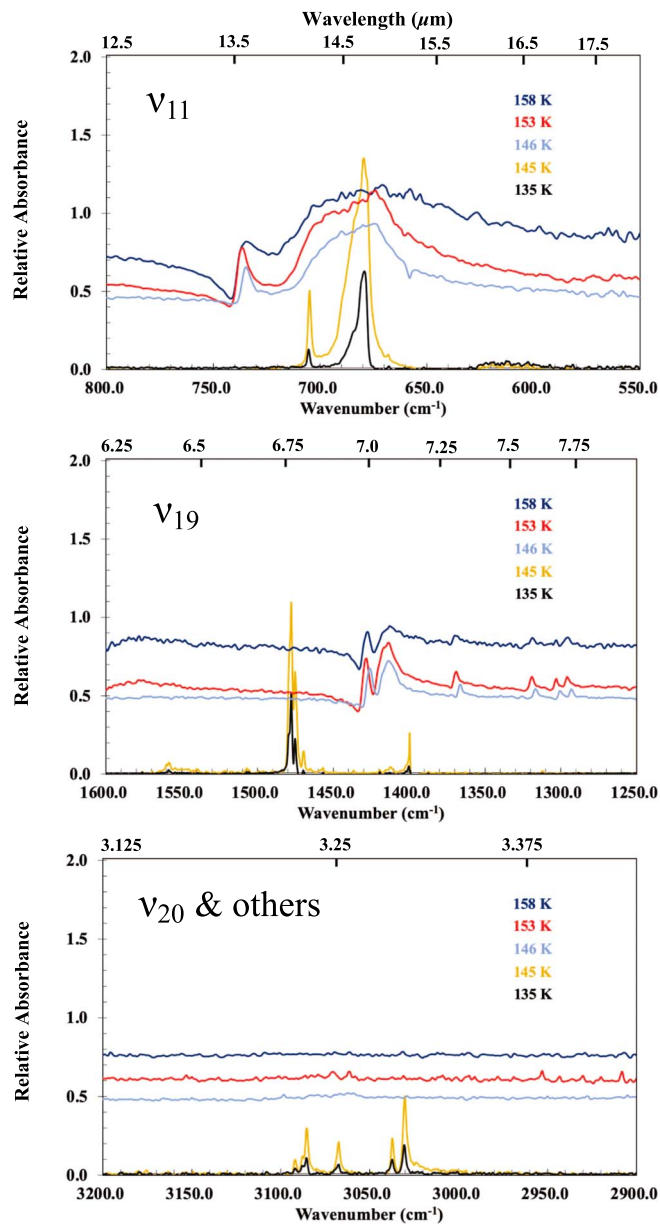 Wavelength (μm)
12.5 13.5 14.5 15.5 16.5 17.5
2.0
ν11
158 K
153 K
146 K
145 K
135 K
1.5
1.0
0.5
0.0
Relative Absorbance
800.0 750.0 700.0 650.0 600.0 550.0
Wavenumber (cm-1)
6.25 6.5 6.75 7.0 7.25 7.5 7.75
2.0
ν19
158 K
153 K
146 K
145 K
135 K
1.5
1.0
0.5
0.0
Relative Absorbance
1600.0 1550.0 1500.0 1450.0 1400.0 1350.0 1300.0 1250.0
Wavenumber (cm-1)
3.125 3.25 3.375
2.0
ν20 & others
158 K
153 K
146 K
145 K
135 K
1.5
1.0
0.5
0.0
Relative Absorbance
3200.0 3150.0 3100.0 3050.0 3000.0 2950.0 2900.0
Wavenumber (cm-1)